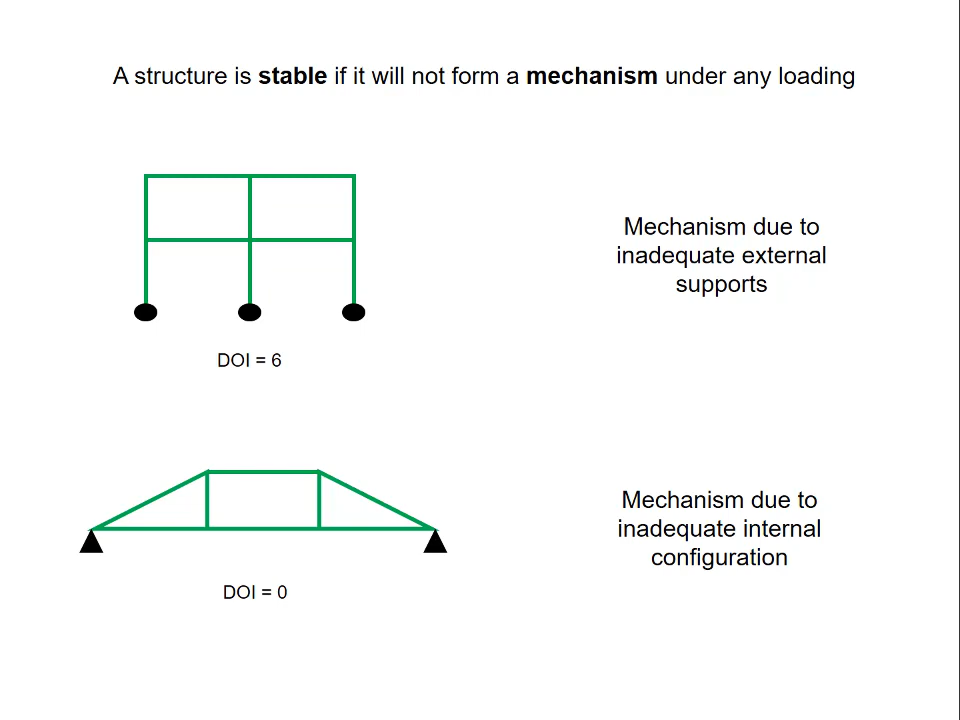 A structure is stable if it will not form a mechanism under any loading
Mechanism due to
inadequate external
supports
DOI = 6
Mechanism due to
inadequate internal
configuration
DOI = 0